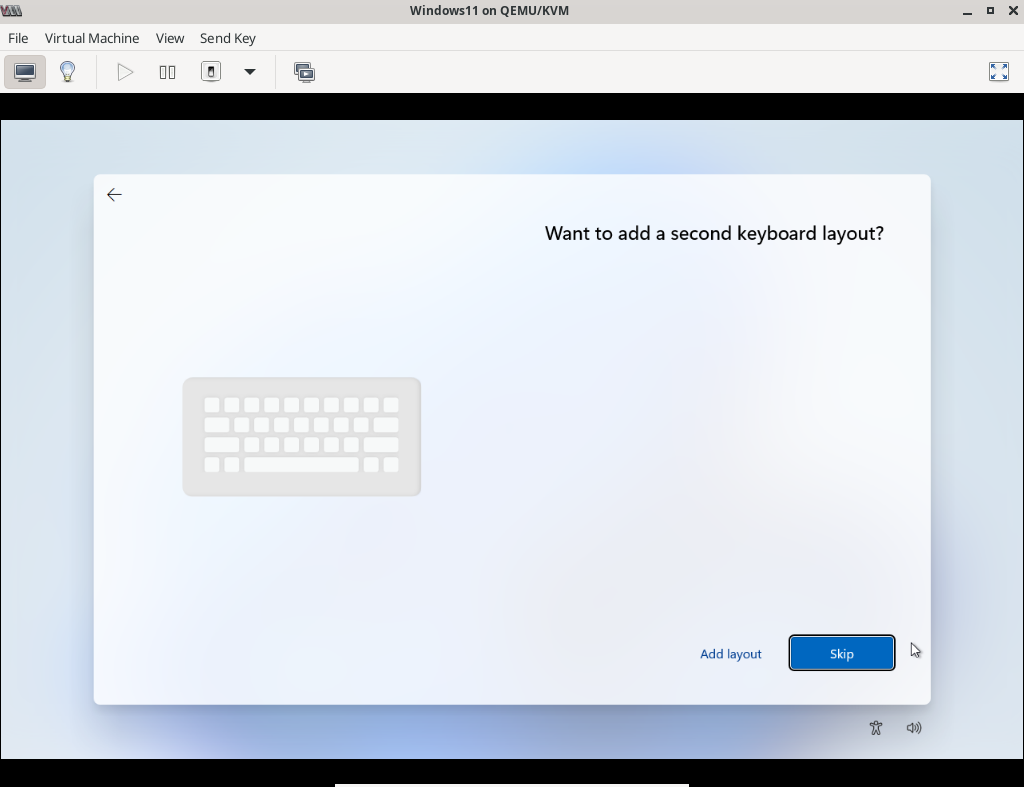 Windows11 on QEMU/KVM
File Virtual Machine View Send Key
Want to add a second keyboard layout?
Add layout Skip